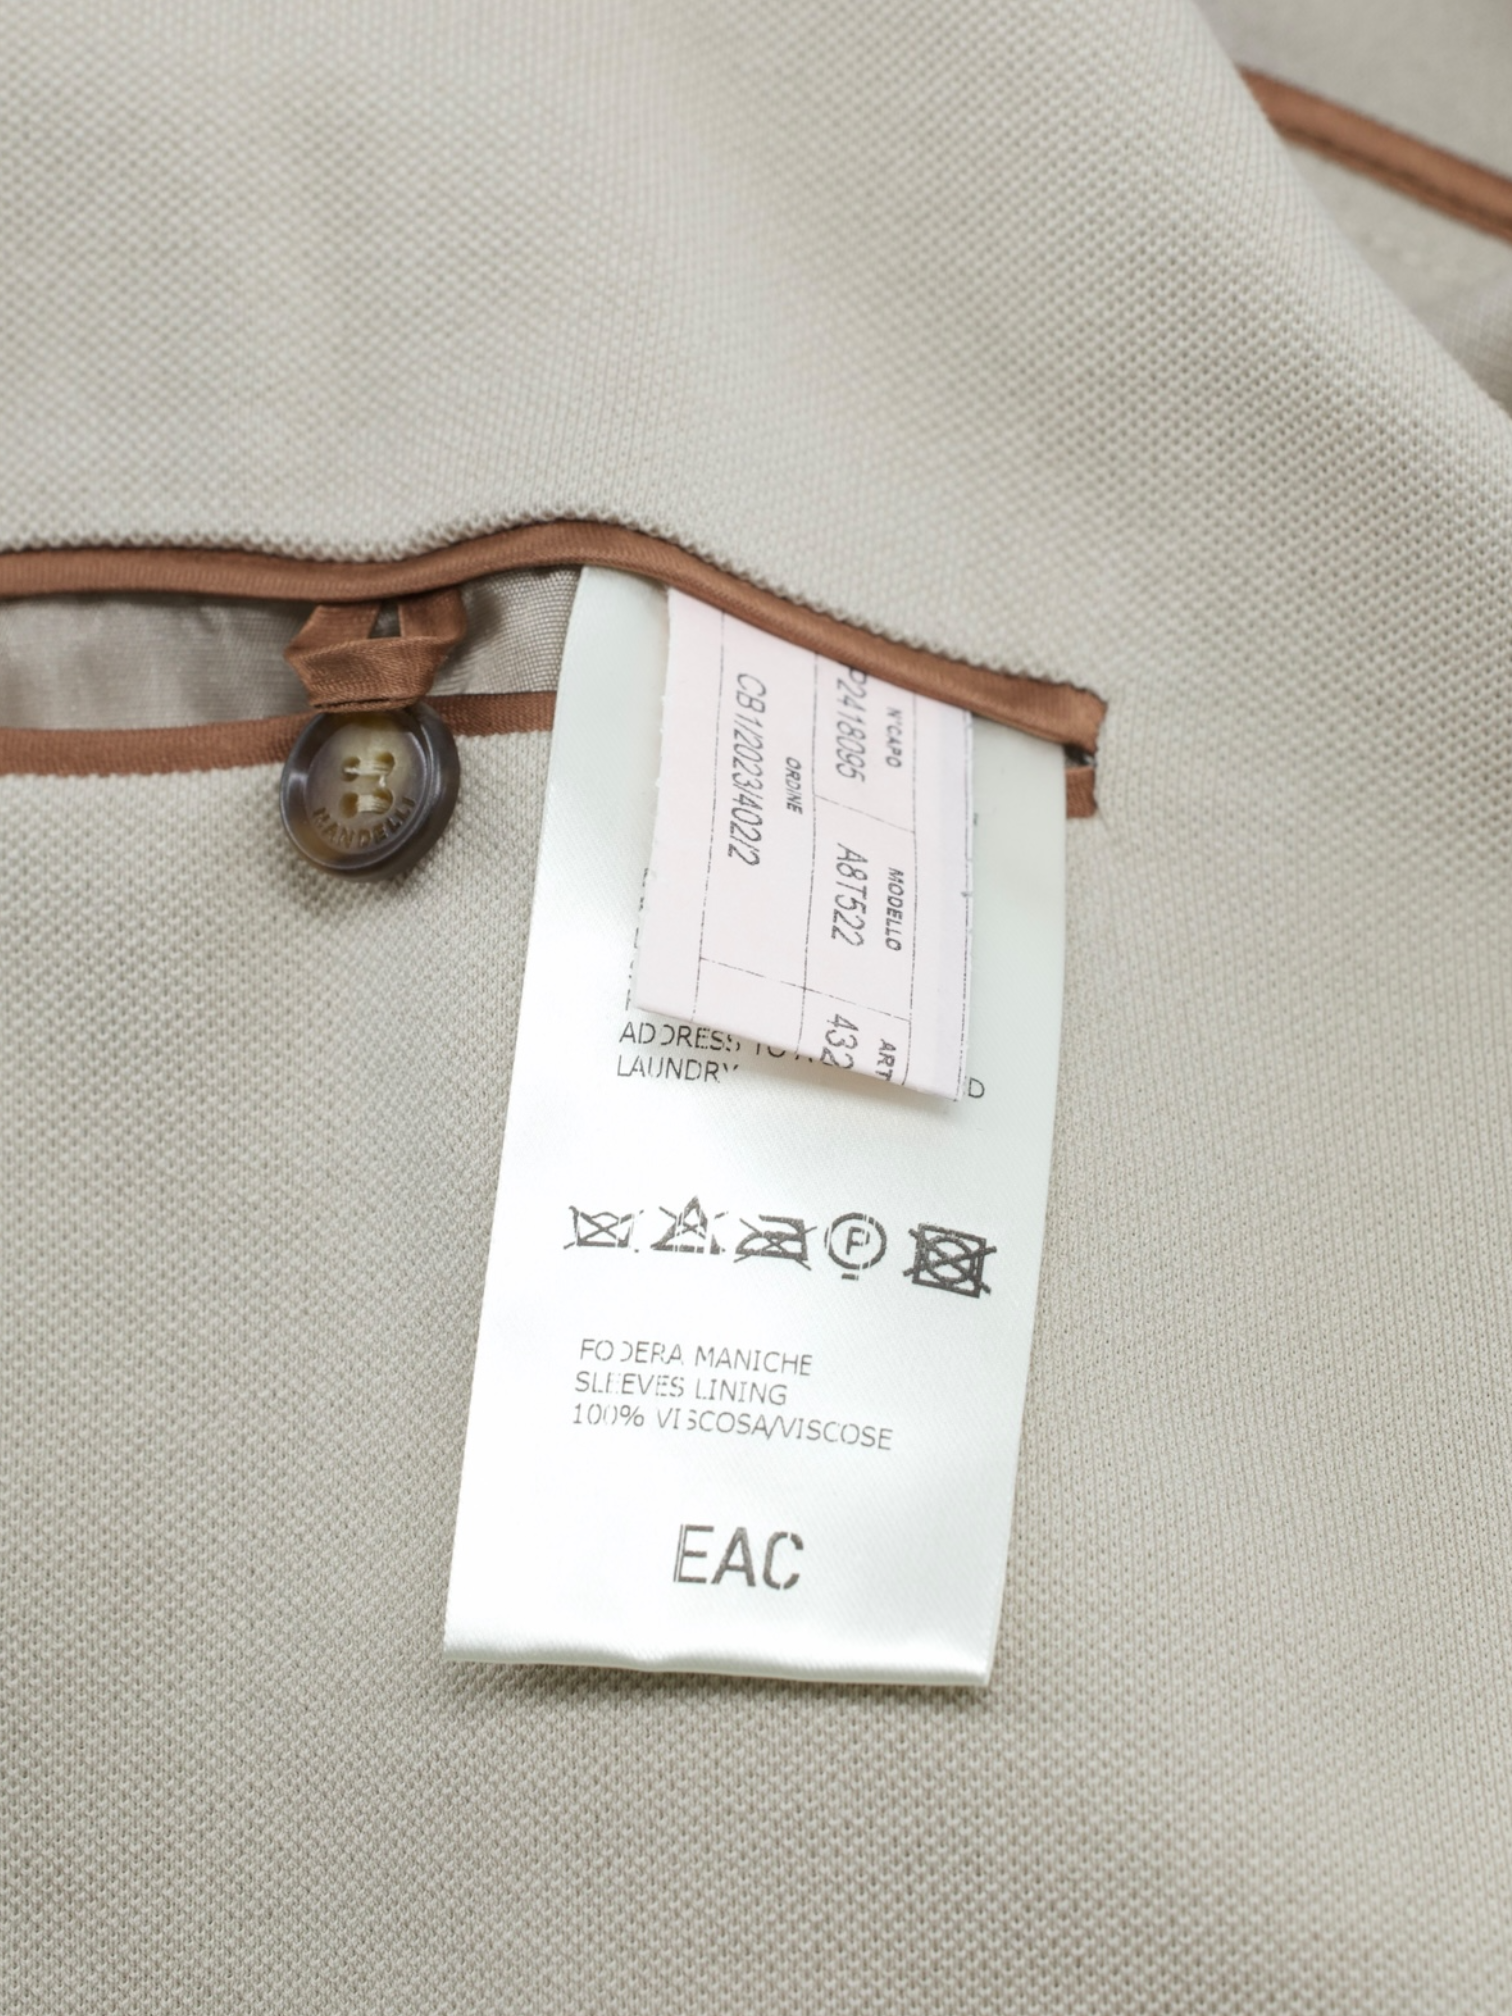 MANDELLI
N°CAPO
P2418095
MODELLO
A8T522
ART
432
ORDINE
CB1/2023/402/2
ADDRESS TO
LAUNDRY
P
FODERA MANICHE
SLEEVES LINING
100% VISCOSA/VISCOSE
EAC